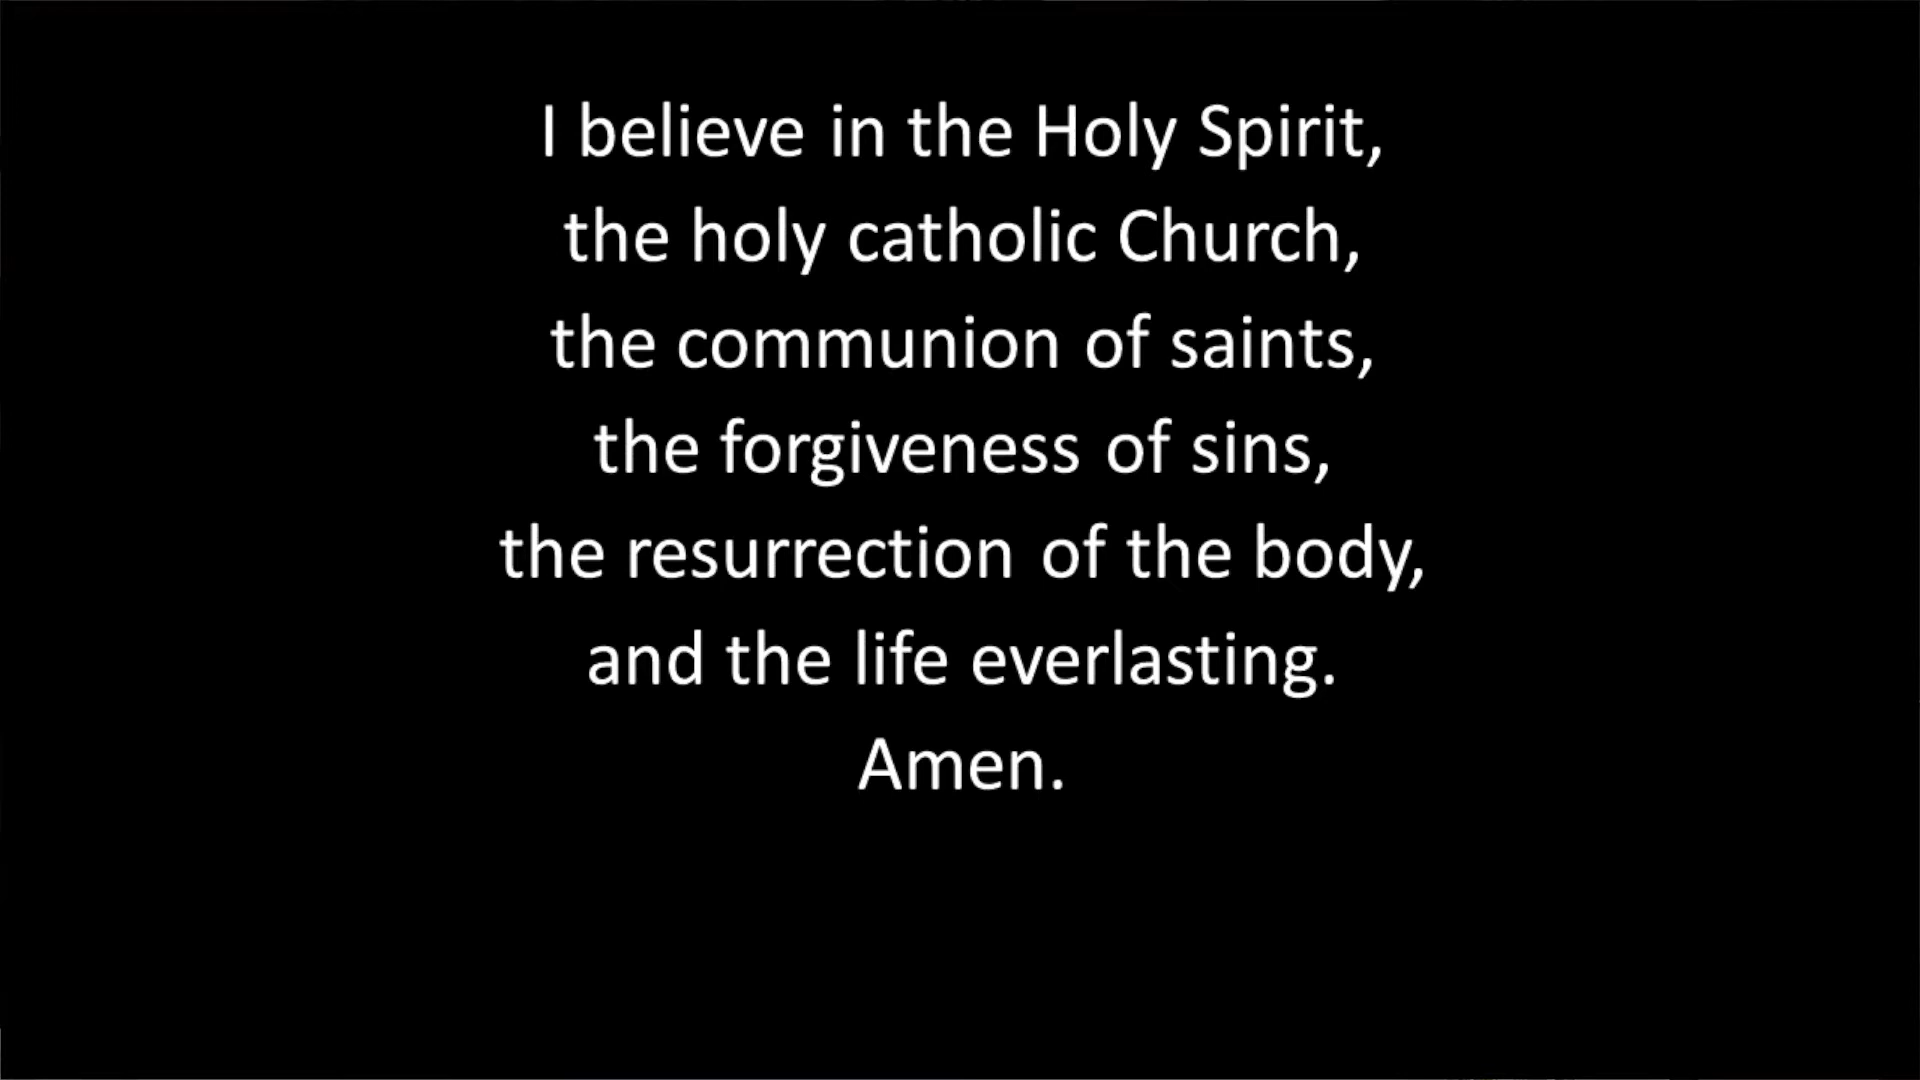 I believe in the Holy Spirit,
the holy catholic Church,
the communion of saints,
the forgiveness of sins,
the resurrection of the body,
and the life everlasting.
Amen.